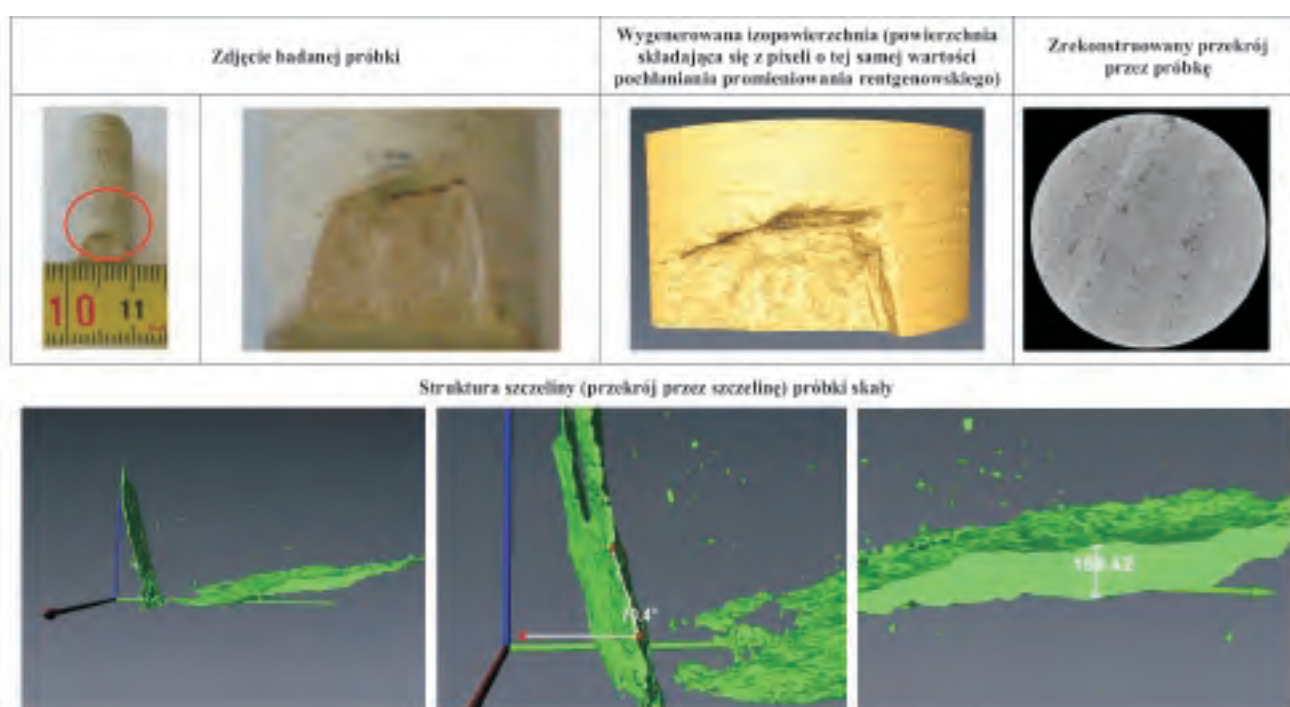 Zdjęcie badanej próbki
Wygenerowana izopowierzchnia (powierzchnia
składająca się z pixeli o tej samej wartości
pochłaniania promieniowania rentgenowskiego)
Zrekonstruowany przekrój
przez próbkę
10 11
Struktura szczeliny (przekrój przez szczelinę) próbki skały